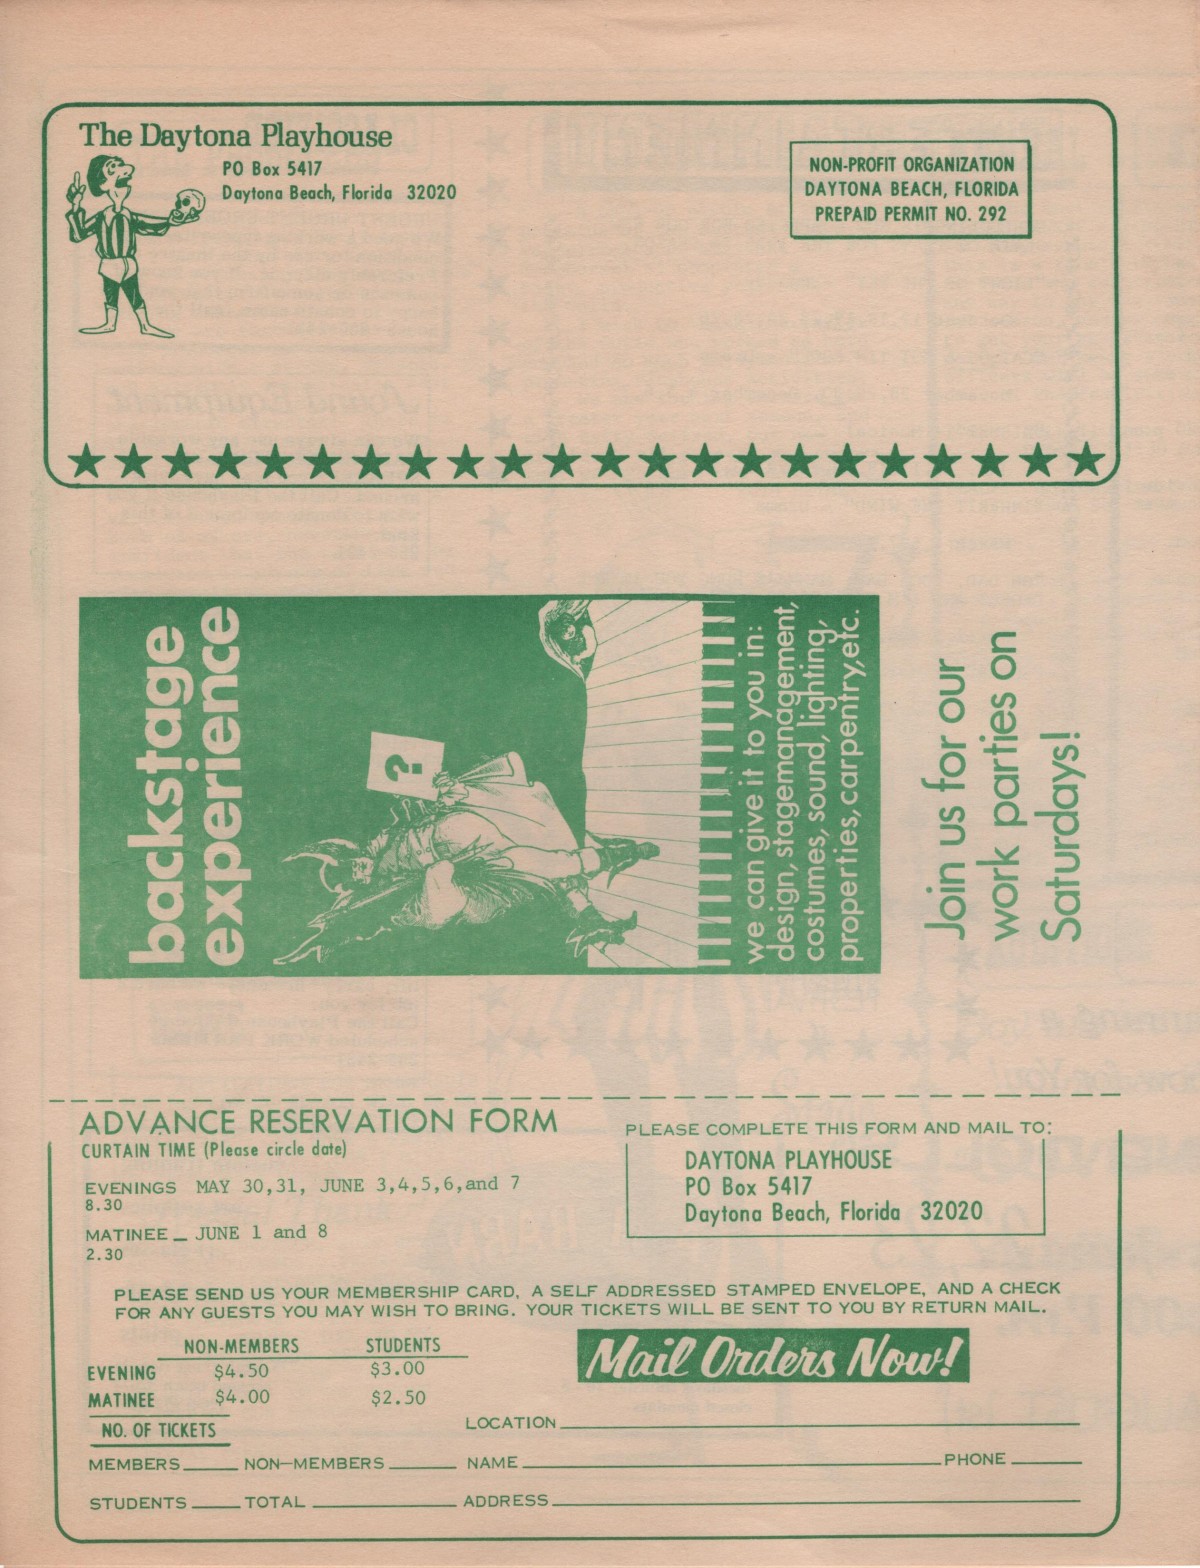 The Daytona Playhouse
PO Box 5417
Daytona Beach, Florida 32020
NON-PROFIT ORGANIZATION
DAYTONA BEACH, FLORIDA
PREPAID PERMIT NO. 292
backstage
experience
?
we can give it to you in:
design, stagemanagement,
costumes, sound, lighting,
properties, carpentry, etc.
Join us for our
work parties on
Saturdays!
ADVANCE RESERVATION FORM
CURTAIN TIME (Please circle date)
EVENINGS MAY 30,31, JUNE 3,4,5,6,and 7
8.30
MATINEE _ JUNE 1 and 8
2.30
PLEASE COMPLETE THIS FORM AND MAIL TO:
DAYTONA PLAYHOUSE
PO Box 5417
Daytona Beach, Florida 32020
PLEASE SEND US YOUR MEMBERSHIP CARD, A SELF ADDRESSED STAMPED ENVELOPE, AND A CHECK
FOR ANY GUESTS YOU MAY WISH TO BRING. YOUR TICKETS WILL BE SENT TO YOU BY RETURN MAIL.
NON-MEMBERS STUDENTS
EVENING $4.50 $3.00
MATINEE $4.00 $2.50
Mail Orders Now!
NO. OF TICKETS
LOCATION
MEMBERS NON-MEMBERS NAME PHONE
STUDENTS TOTAL ADDRESS